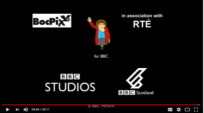 BocPix
in association with
RTÉ
for BBC
BBC
STUDIOS
BBC Scotland